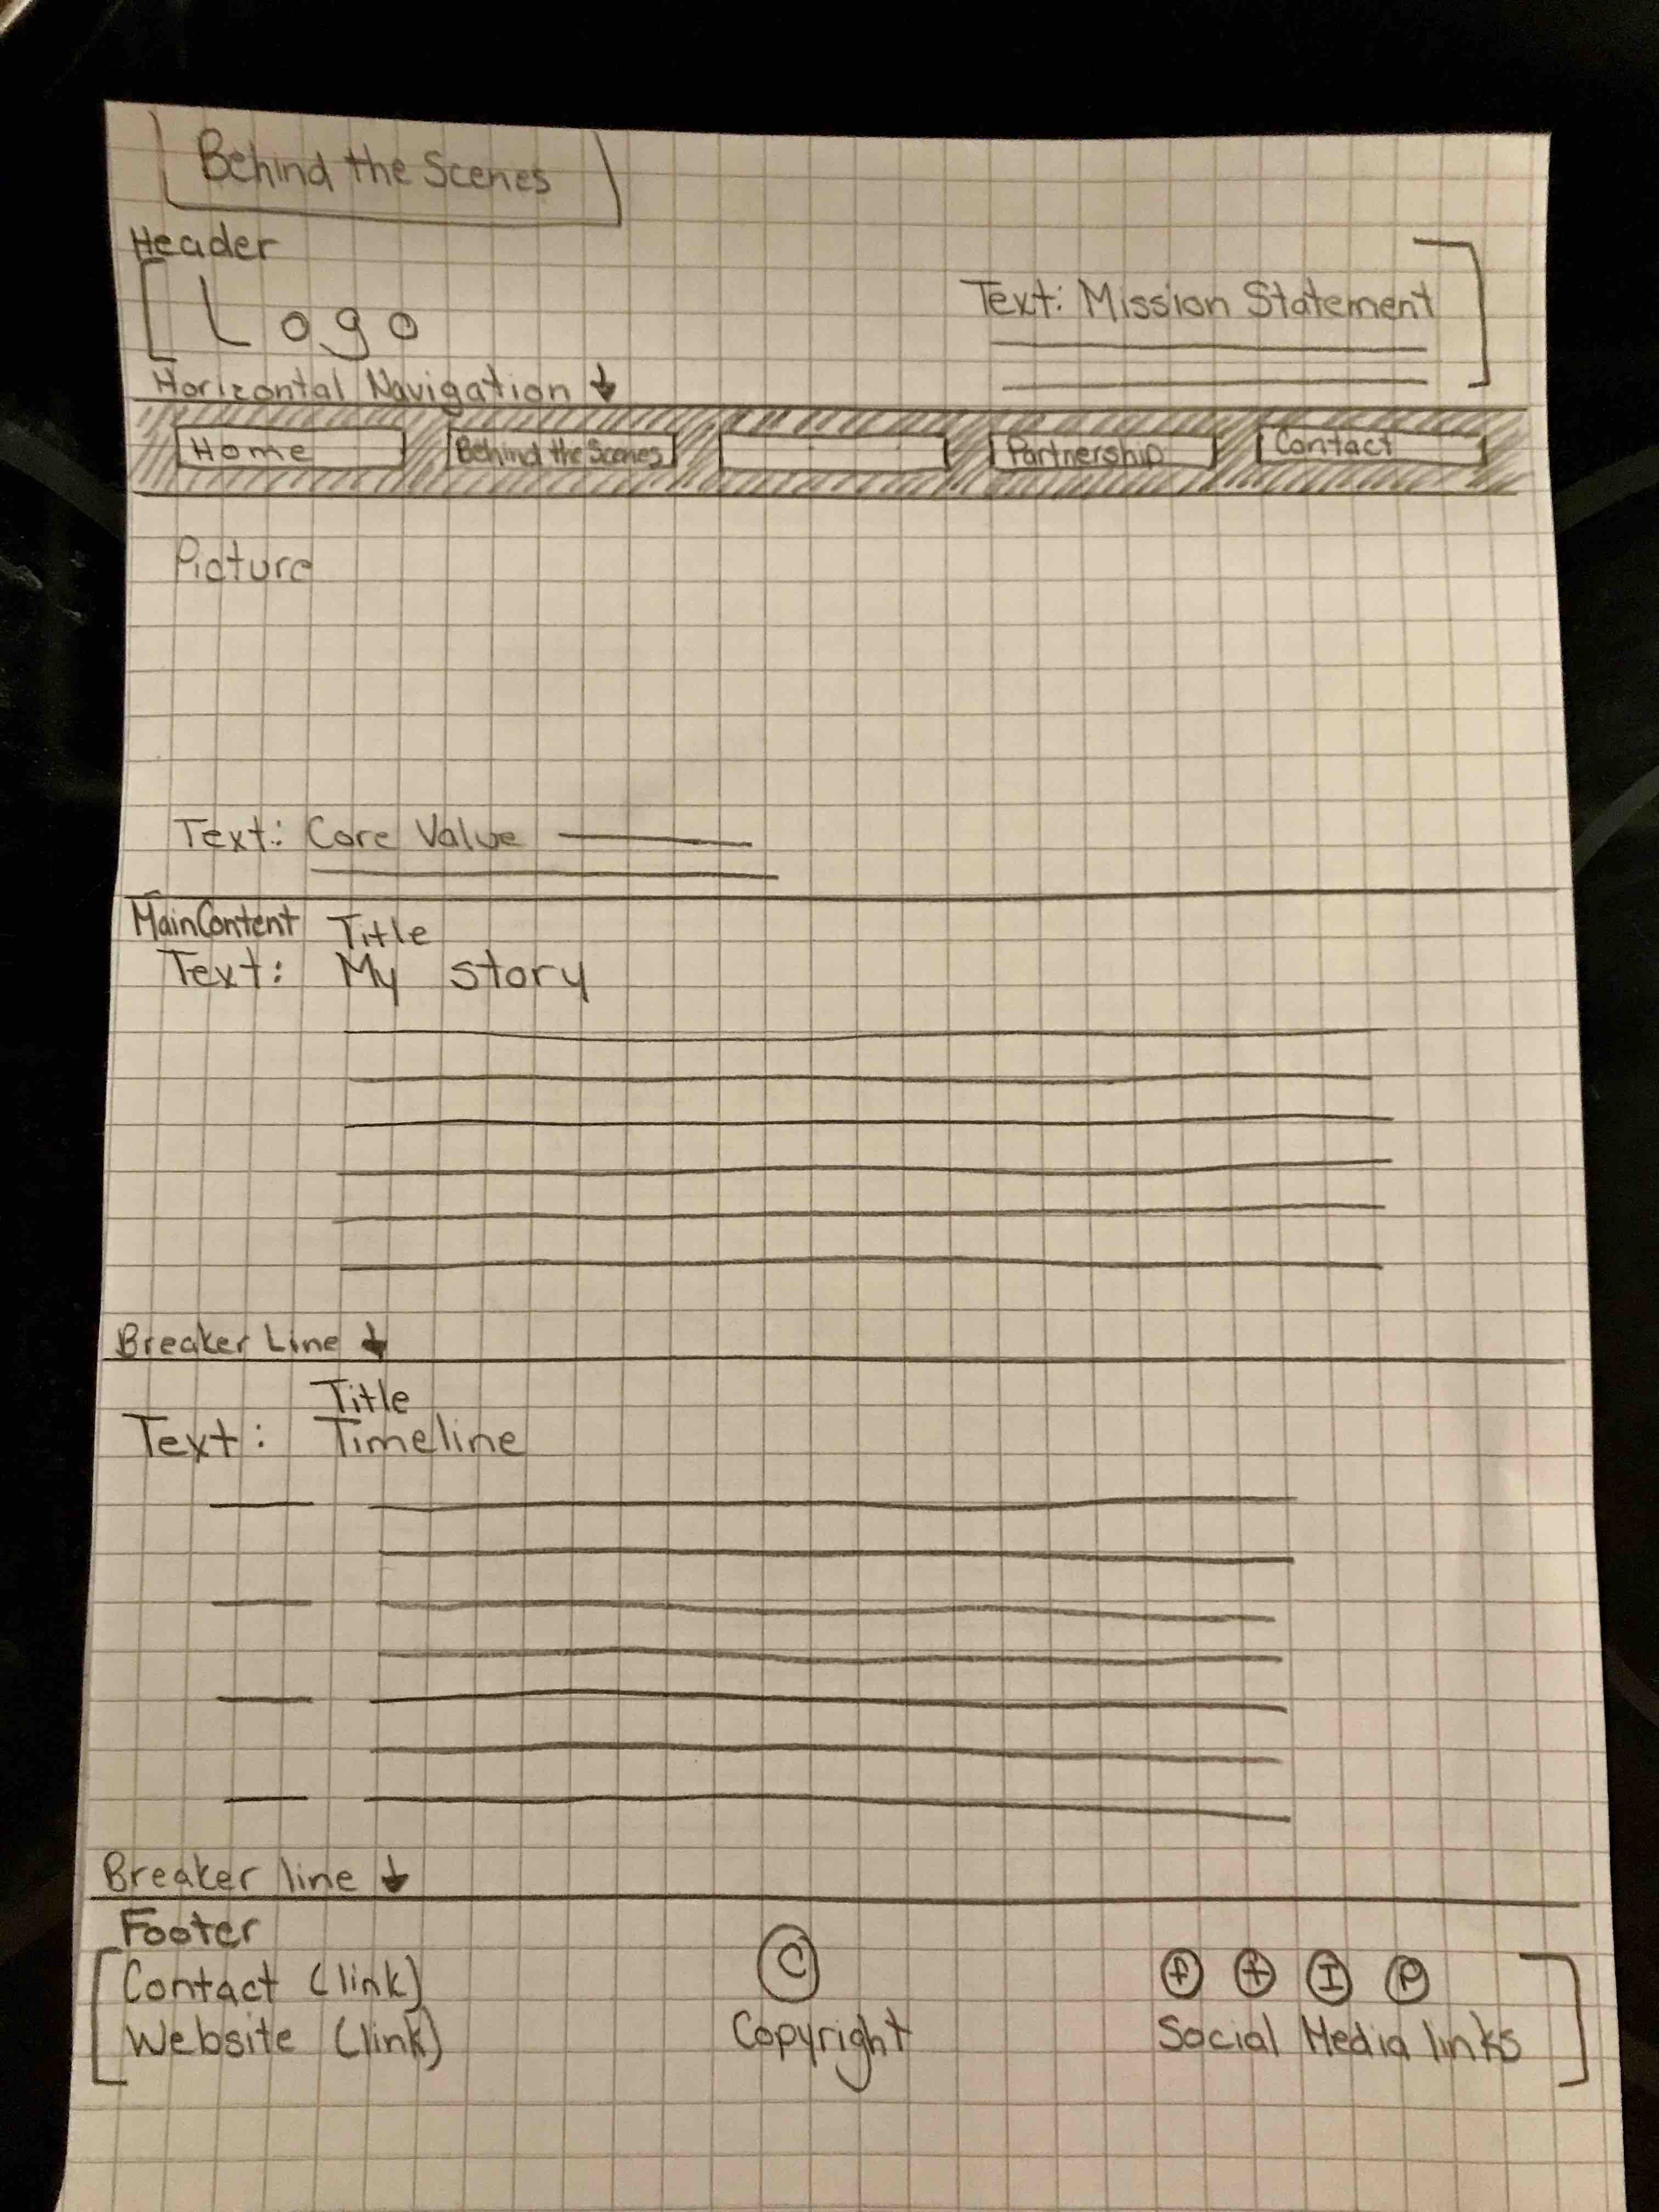 Behind the Scenes
Header
Logo
Text: Mission Statement
Horizontal Navigation ↓
Home Behind the Scenes Partnership Contact
Picture
Text: Core Value
Main Content Title
Text: My story
Breaker Line ↓
Title
Text: Timeline
Breaker line ↓
Footer
Contact (link) © f t I P
Website (link) Copyright Social Media links